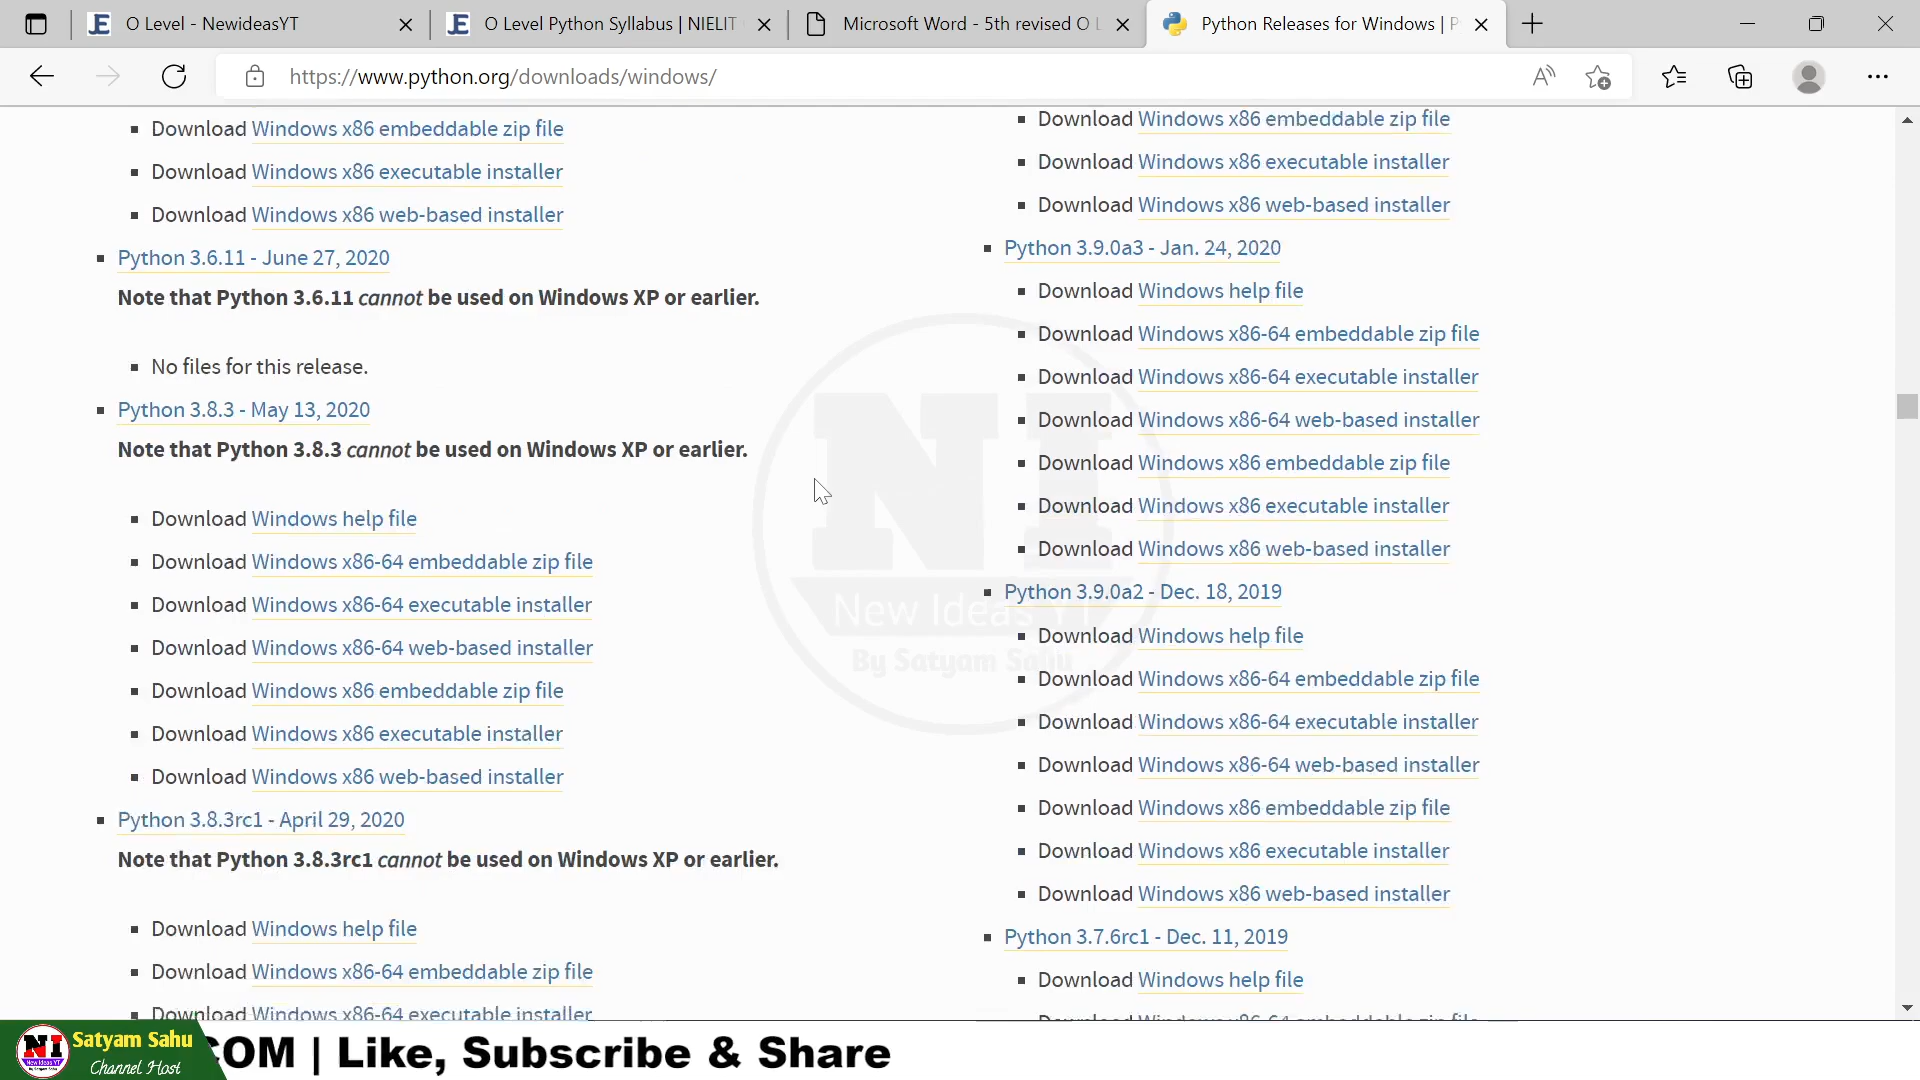 O Level - NewideasYT
O Level Python Syllabus | NIELIT
Microsoft Word - 5th revised O L
Python Releases for Windows | P
https://www.python.org/downloads/windows/
Download Windows x86 embeddable zip file
Download Windows x86 executable installer
Download Windows x86 web-based installer
Python 3.6.11 - June 27, 2020
Note that Python 3.6.11 cannot be used on Windows XP or earlier.
No files for this release.
Python 3.8.3 - May 13, 2020
Note that Python 3.8.3 cannot be used on Windows XP or earlier.
Download Windows help file
Download Windows x86-64 embeddable zip file
Download Windows x86-64 executable installer
Download Windows x86-64 web-based installer
Download Windows x86 embeddable zip file
Download Windows x86 executable installer
Download Windows x86 web-based installer
Python 3.8.3rc1 - April 29, 2020
Note that Python 3.8.3rc1 cannot be used on Windows XP or earlier.
Download Windows help file
Download Windows x86-64 embeddable zip file
Download Windows x86-64 executable installer
Download Windows x86 embeddable zip file
Download Windows x86 executable installer
Download Windows x86 web-based installer
Python 3.9.0a3 - Jan. 24, 2020
Download Windows help file
Download Windows x86-64 embeddable zip file
Download Windows x86-64 executable installer
Download Windows x86-64 web-based installer
Download Windows x86 embeddable zip file
Download Windows x86 executable installer
Download Windows x86 web-based installer
Python 3.9.0a2 - Dec. 18, 2019
Download Windows help file
Download Windows x86-64 embeddable zip file
Download Windows x86-64 executable installer
Download Windows x86-64 web-based installer
Download Windows x86 embeddable zip file
Download Windows x86 executable installer
Download Windows x86 web-based installer
Python 3.7.6rc1 - Dec. 11, 2019
Download Windows help file
Download Windows x86-64 embeddable zip file
NI
New Ideas YT
By Satyam Sahu
NI
Satyam Sahu
Channel Host
COM | Like, Subscribe & Share